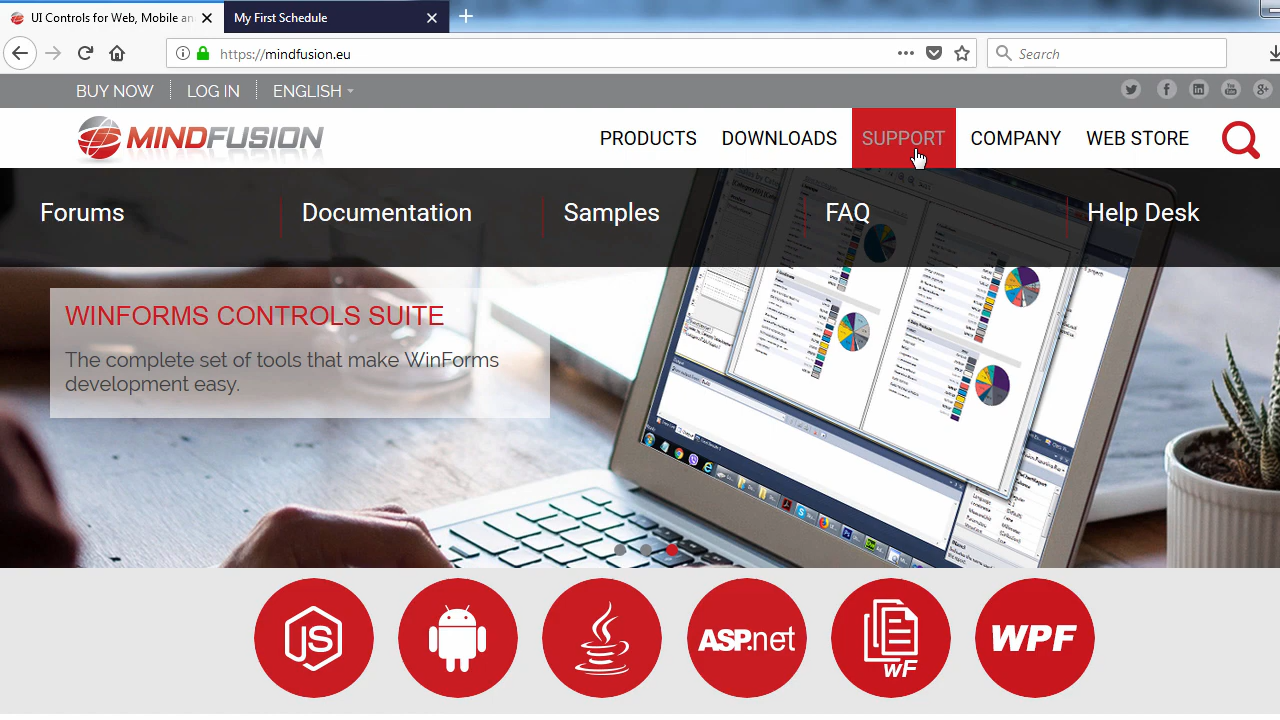 UI Controls for Web, Mobile an
My First Schedule
https://mindfusion.eu
Search
BUY NOW
LOG IN
ENGLISH
MINDFUSION
PRODUCTS
DOWNLOADS
SUPPORT
COMPANY
WEB STORE
Forums
Documentation
Samples
FAQ
Help Desk
WINFORMS CONTROLS SUITE
The complete set of tools that make WinForms
development easy.
JS
ASP.net
WF
WPF